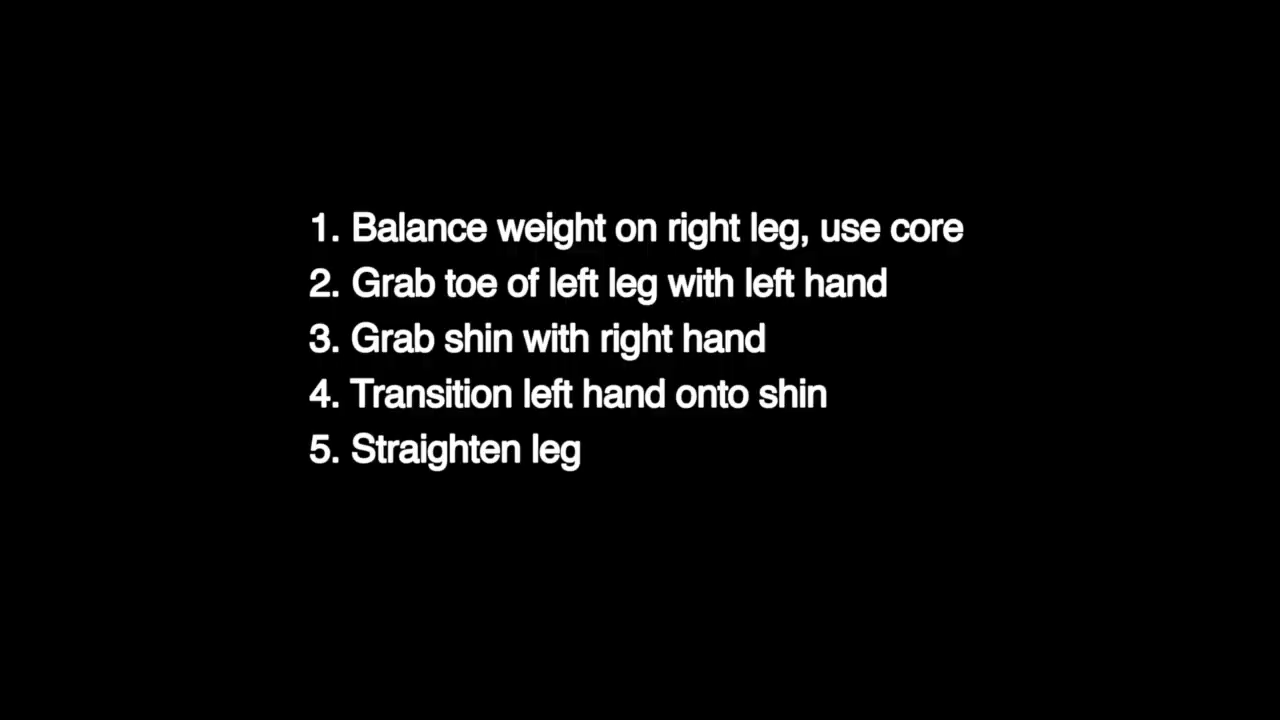 1. Balance weight on right leg, use core
2. Grab toe of left leg with left hand
3. Grab shin with right hand
4. Transition left hand onto shin
5. Straighten leg